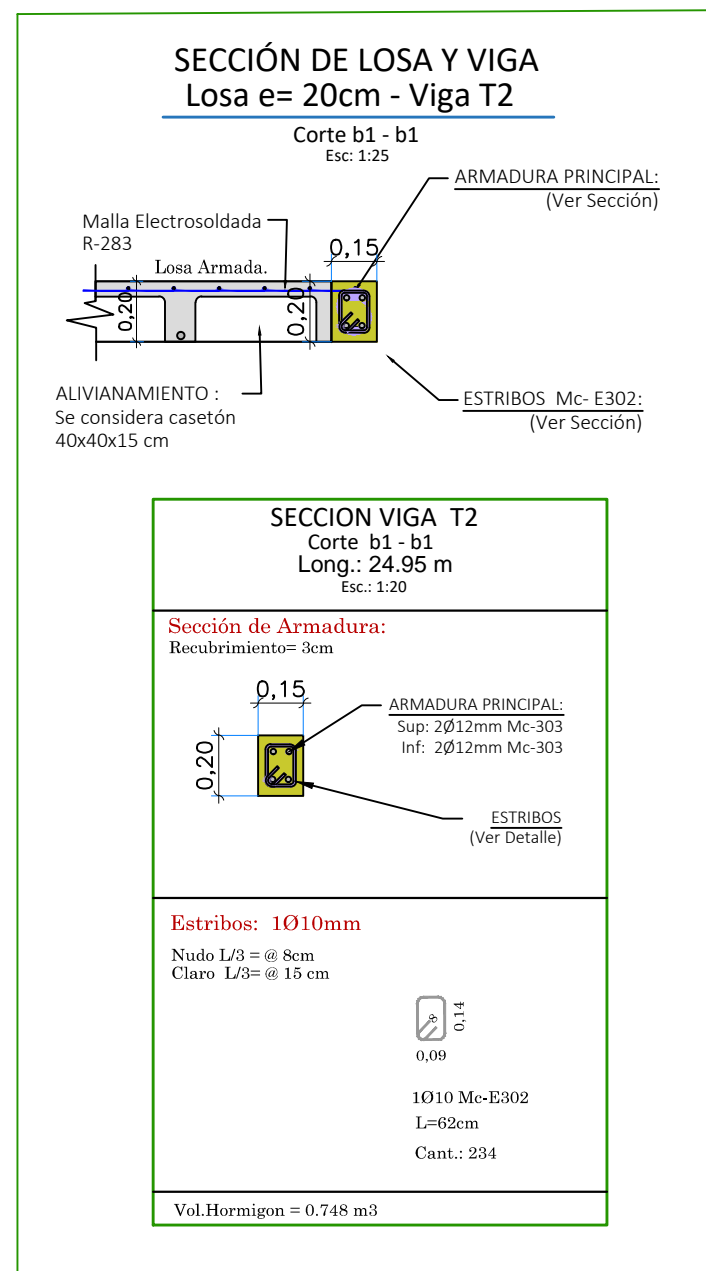 SECCIÓN DE LOSA Y VIGA
Losa e= 20cm - Viga T2
Corte b1 - b1
Esc: 1:25
ARMADURA PRINCIPAL:
(Ver Sección)
Malla Electrosoldada
R-283
0,15
Losa Armada.
0,20
0,20
ALIVIANAMIENTO :
Se considera casetón
40x40x15 cm
ESTRIBOS Mc- E302:
(Ver Sección)
SECCION VIGA T2
Corte b1 - b1
Long.: 24.95 m
Esc.: 1:20
Sección de Armadura:
Recubrimiento= 3cm
0,15
0,20
ARMADURA PRINCIPAL:
Sup: 2Ø12mm Mc-303
Inf: 2Ø12mm Mc-303
ESTRIBOS
(Ver Detalle)
Estribos: 1Ø10mm
Nudo L/3 = @ 8cm
Claro L/3= @ 15 cm
8
0,14
0,09
1Ø10 Mc-E302
L=62cm
Cant.: 234
Vol.Hormigon = 0.748 m3